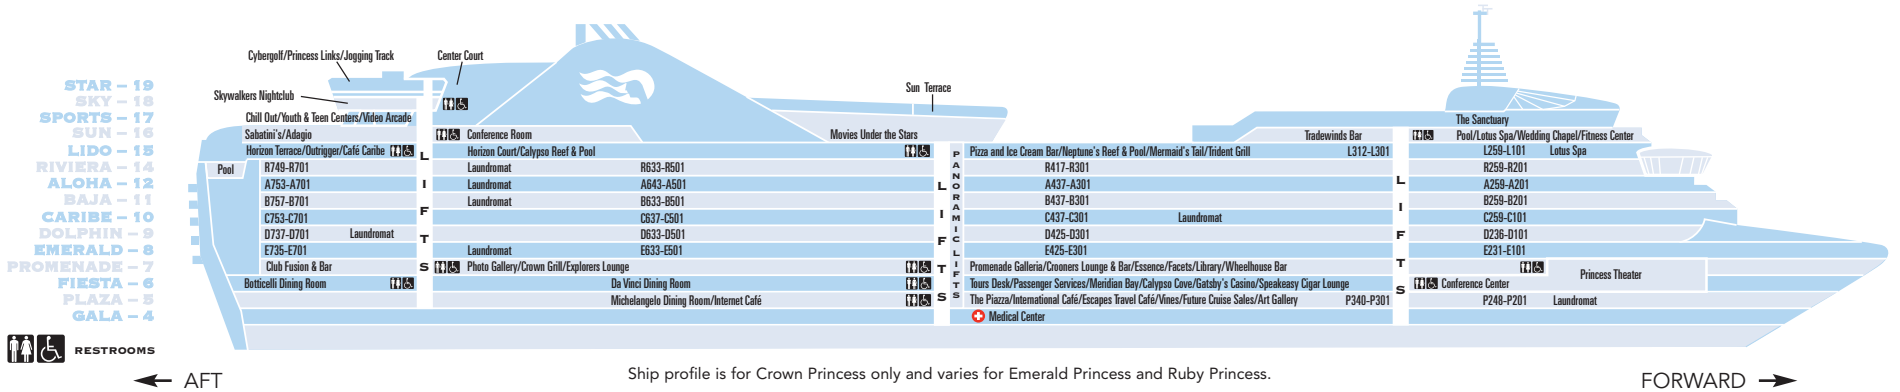 Cybergolf/Princess Links/Jogging Track
Center Court
Skywalkers Nightclub
Sun Terrace
STAR – 19
SKY – 18
SPORTS – 17
Chill Out/Youth & Teen Centers/Video Arcade
The Sanctuary
SUN – 16
Sabatini's/Adagio
Conference Room
Movies Under the Stars
Tradewinds Bar
Pool/Lotus Spa/Wedding Chapel/Fitness Center
LIDO – 15
Horizon Terrace/Outrigger/Café Caribe
Horizon Court/Calypso Reef & Pool
Pizza and Ice Cream Bar/Neptune's Reef & Pool/Mermaid's Tail/Trident Grill
L312-L301
L259-L101
Lotus Spa
RIVIERA – 14
Pool
R749-R701
Laundromat
R633-R501
R417-R301
R259-R201
ALOHA – 12
A753-A701
Laundromat
A643-A501
A437-A301
A259-A201
BAJA – 11
B757-B701
Laundromat
B633-B501
B437-B301
B259-B201
CARIBE – 10
C753-C701
C637-C501
C437-C301
Laundromat
C259-C101
DOLPHIN – 9
D737-D701
Laundromat
D633-D501
D425-D301
D236-D101
EMERALD – 8
E735-E701
Laundromat
E633-E501
E425-E301
E231-E101
PROMENADE – 7
Club Fusion & Bar
Photo Gallery/Crown Grill/Explorers Lounge
Promenade Galleria/Crooners Lounge & Bar/Essence/Facets/Library/Wheelhouse Bar
Princess Theater
FIESTA – 6
Botticelli Dining Room
Da Vinci Dining Room
Tours Desk/Passenger Services/Meridian Bay/Calypso Cove/Gatsby's Casino/Speakeasy Cigar Lounge
Conference Center
PLAZA – 5
Michelangelo Dining Room/Internet Café
The Piazza/International Café/Escapes Travel Café/Vines/Future Cruise Sales/Art Gallery
P340-P301
P248-P201
Laundromat
GALA – 4
Medical Center
LIFTS
LIFTS
PANORAMIC LIFTS
LIFTS
RESTROOMS
AFT
Ship profile is for Crown Princess only and varies for Emerald Princess and Ruby Princess.
FORWARD